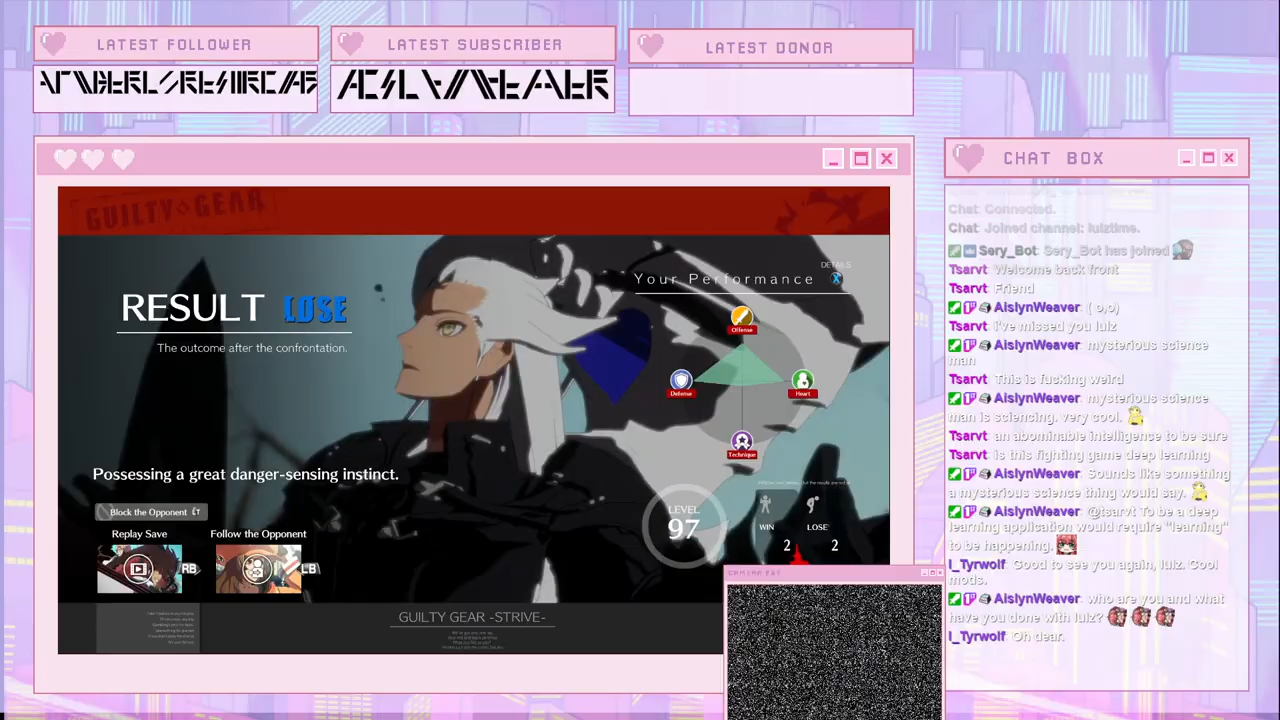 LATEST FOLLOWER
LATEST SUBSCRIBER
LATEST DONOR
ACSLVWEAVER
GUILTY GEAR
RESULT LOSE
The outcome after the confrontation.
DETAILS
Your Performance X
Offense
Defense
Heart
Technique
Possessing a great danger-sensing instinct.
Block the Opponent
Replay Save
RB
Follow the Opponent
LB
LEVEL
97
WIN
LOSE
2
2
GUILTY GEAR -STRIVE-
CHAT BOX
Chat: Connected.
Chat: Joined channel: luiztime.
Sery_Bot: Sery_Bot has joined
Tsarvt: Welcome back front
Tsarvt: Friend
AislynWeaver: ( o,o)
Tsarvt: I've missed you luiz
AislynWeaver: mysterious science
man
Tsarvt: This is fucking weird
AislynWeaver: mysterious science
man is sciencing. very cool.
Tsarvt: an abominable intelligence to be sure
Tsarvt: Is this fighting game deep learning
AislynWeaver: Sounds like something
a mysterious science thing would say.
AislynWeaver: @tsarvt To be a deep
learning application would require "learning"
to be happening.
I_Tyrwolf: Good to see you again, luiz. Cool
mods.
AislynWeaver: who are you and what
have you done with luiz?
I_Tyrwolf: Oh dear.